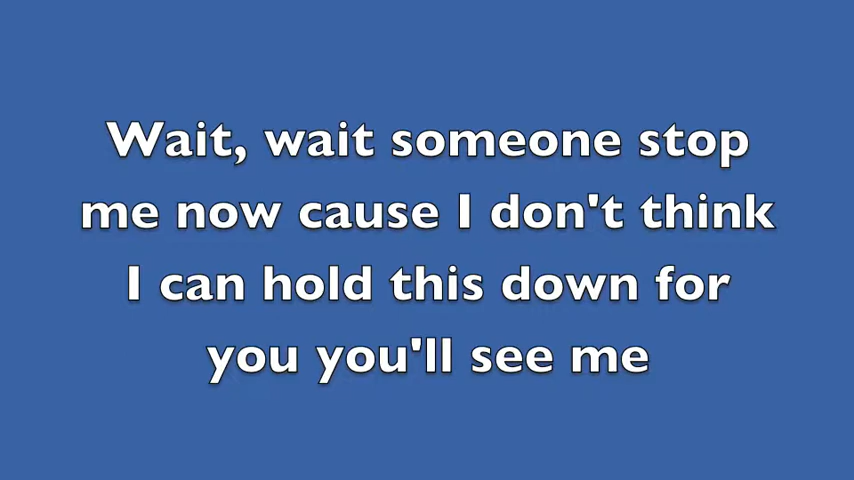 Wait, wait someone stop
me now cause I don't think
I can hold this down for
you you'll see me